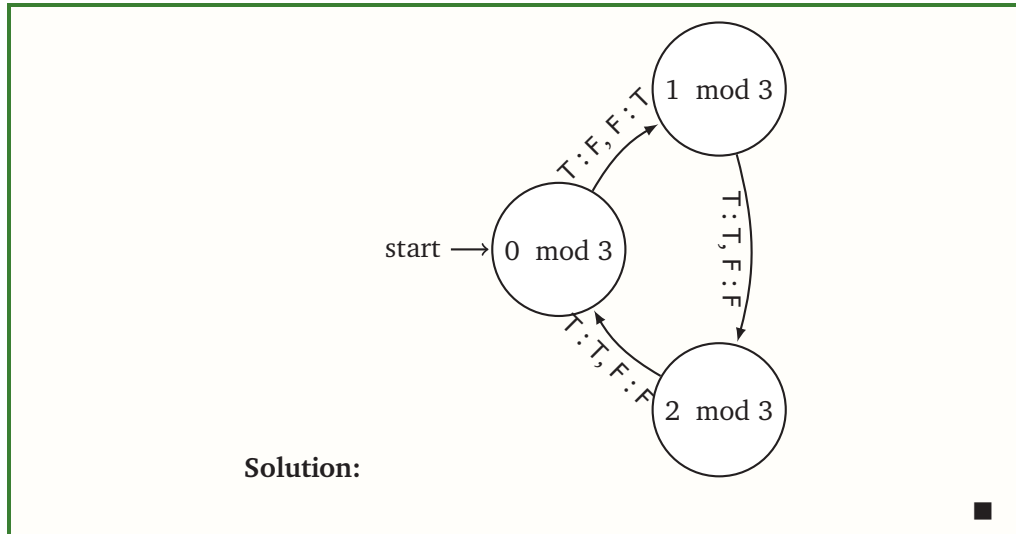 1 mod 3
T : F, F : T
T : T, F : F
start
0 mod 3
T : T, F : F
2 mod 3
Solution: